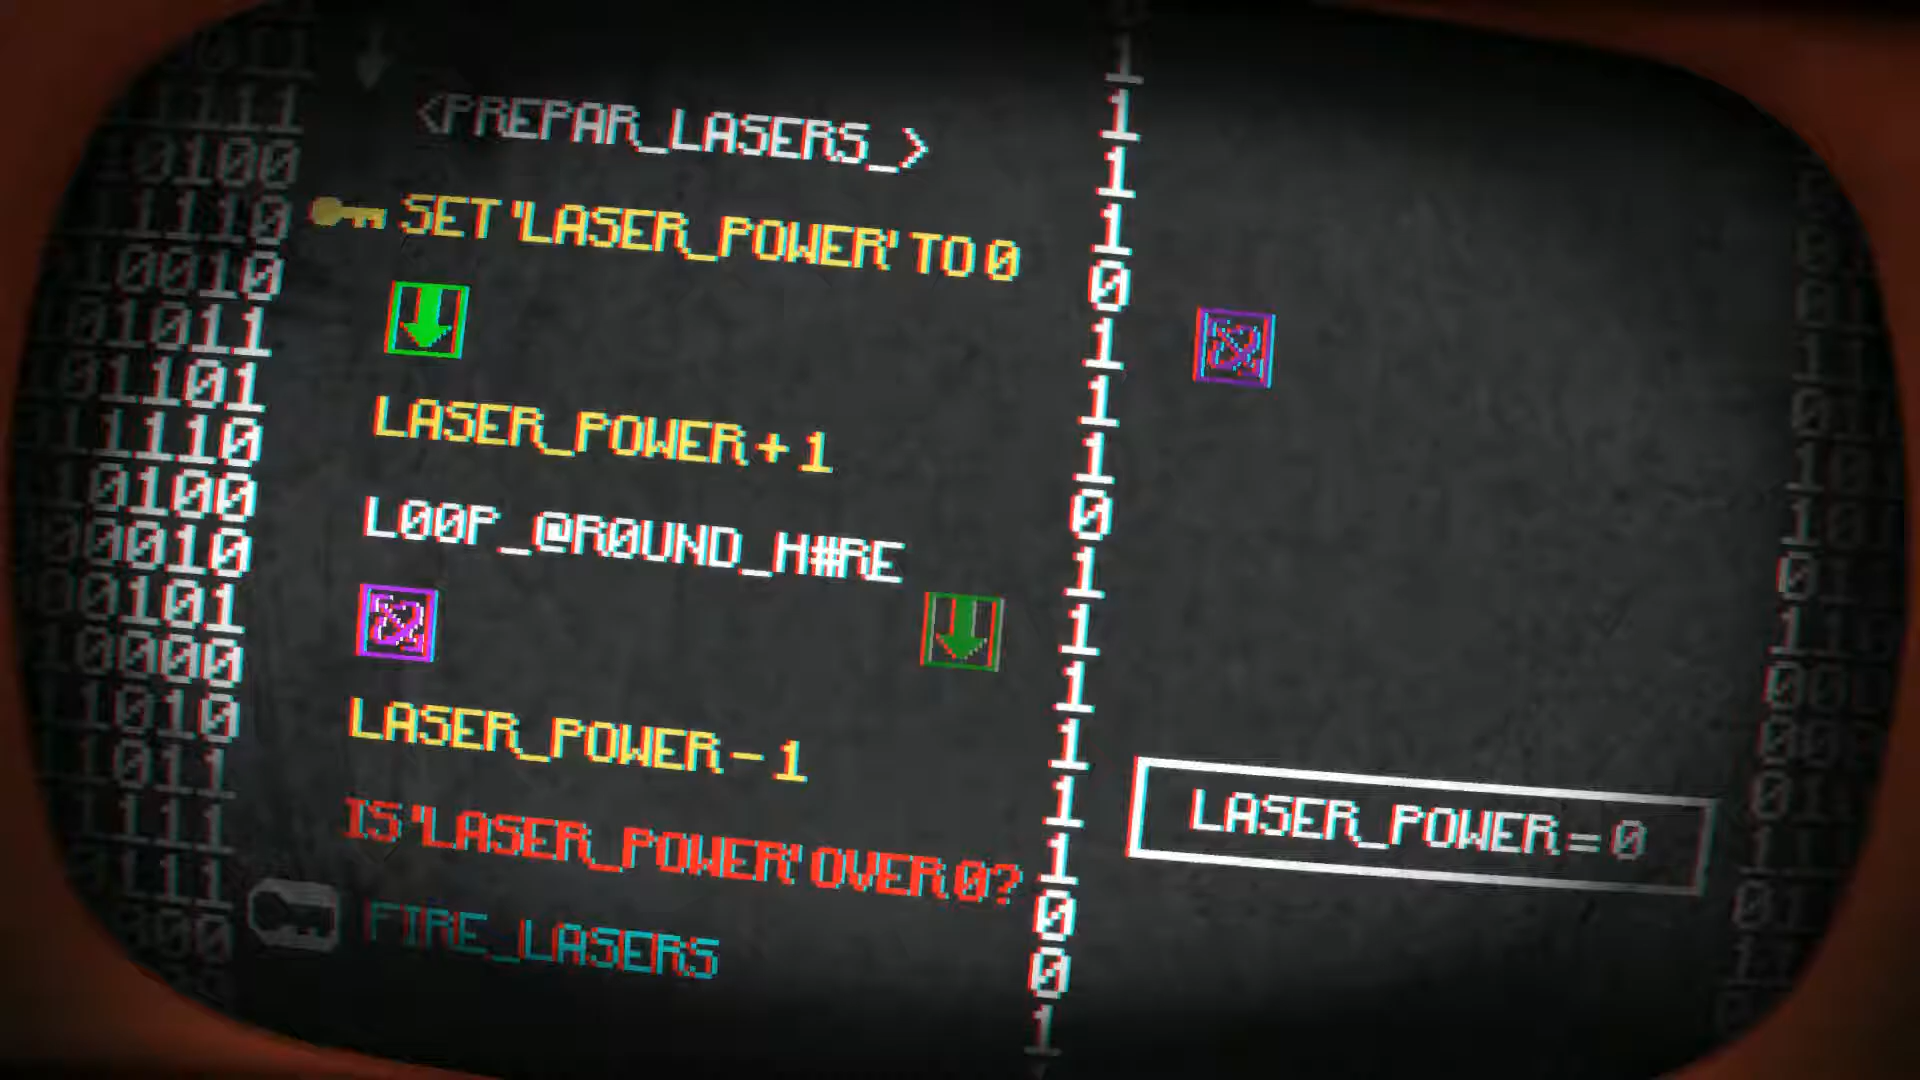 <PREPAR_LASERS_>
SET 'LASER_POWER' TO 0
LASER_POWER + 1
L00P_@R0UND_H#RE
LASER_POWER - 1
IS 'LASER_POWER' OVER 0?
FIRE_LASERS
LASER_POWER = 0